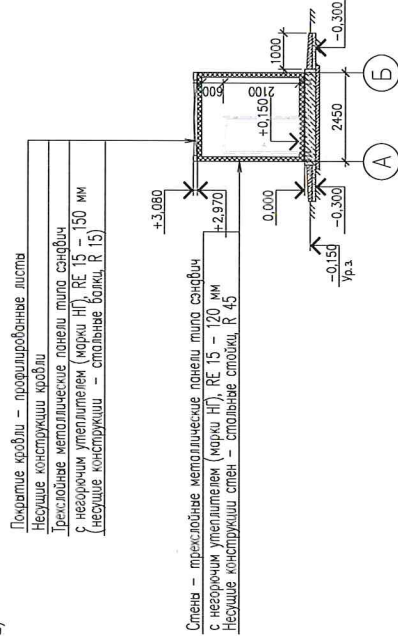 Покрытие кровли – профилированные листы
Несущие конструкции кровли
Трехслойные металлические панели типа сэндвич
с негорючим утеплителем (марки НГ), RE 15 – 150 мм
(несущие конструкции – стальные балки, R 15)
Стены – трехслойные металлические панели типа сэндвич
с негорючим утеплителем (марки НГ), RE 15 – 120 мм
Несущие конструкции стен – стальные стойки, R 45
+3,080
+2,970
0,000
-0,300
-0,150
Ур.з.
600
2100
+0,150
1000
-0,300
2450
А
Б